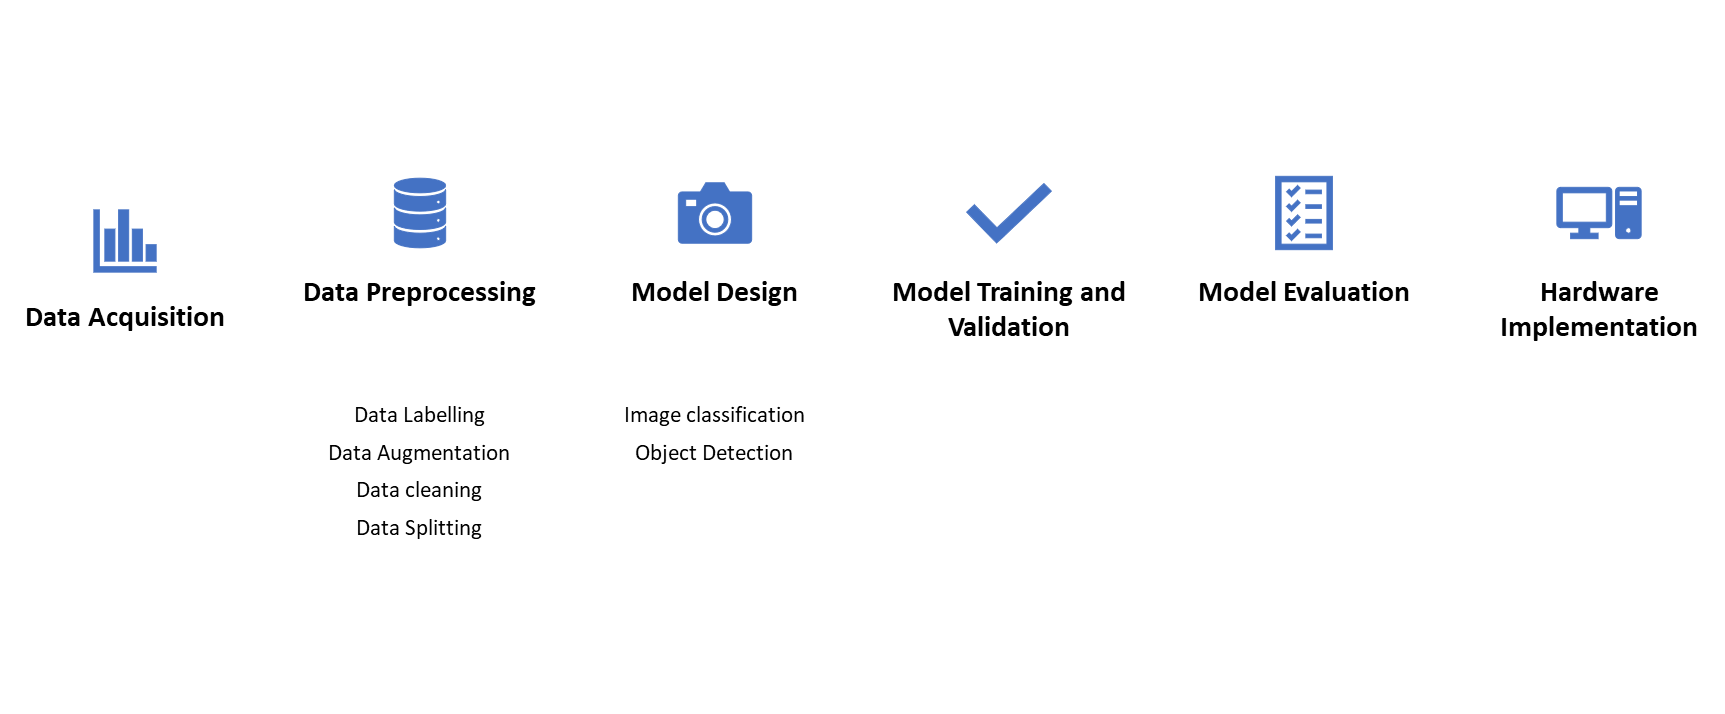 Data Acquisition
Data Preprocessing
Data Labelling
Data Augmentation
Data cleaning
Data Splitting
Model Design
Image classification
Object Detection
Model Training and
Validation
Model Evaluation
Hardware
Implementation